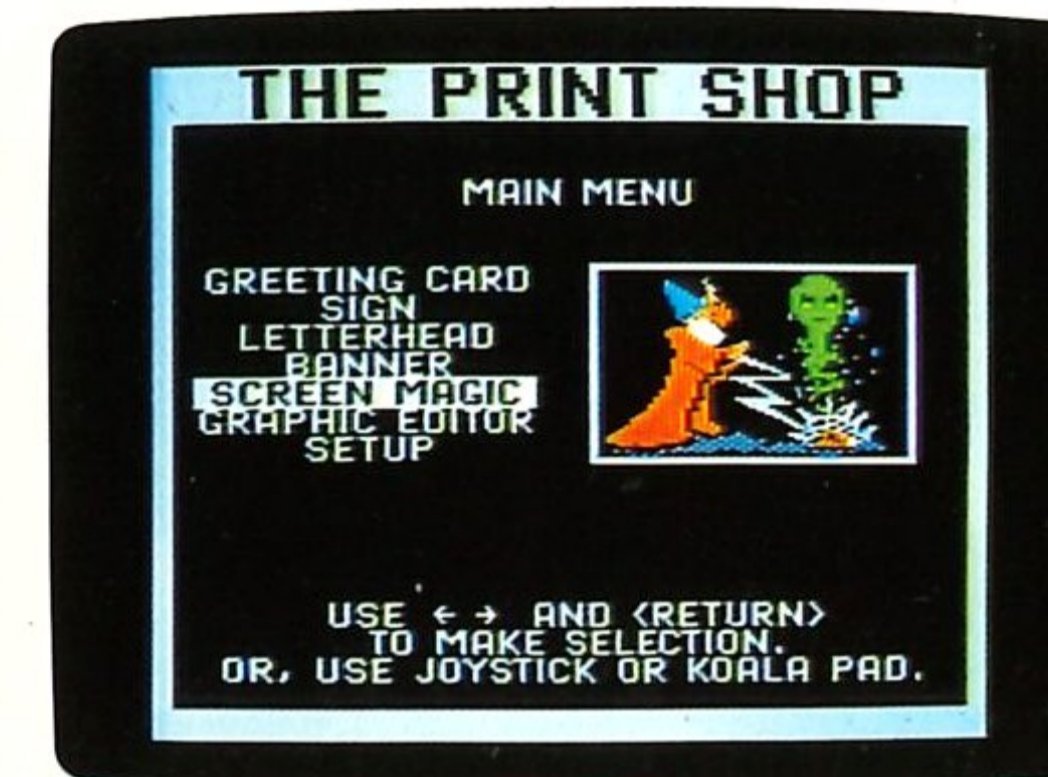 THE PRINT SHOP
MAIN MENU
GREETING CARD
SIGN
LETTERHEAD
BANNER
SCREEN MAGIC
GRAPHIC EDITOR
SETUP
USE ← → AND <RETURN>
TO MAKE SELECTION.
OR, USE JOYSTICK OR KOALA PAD.